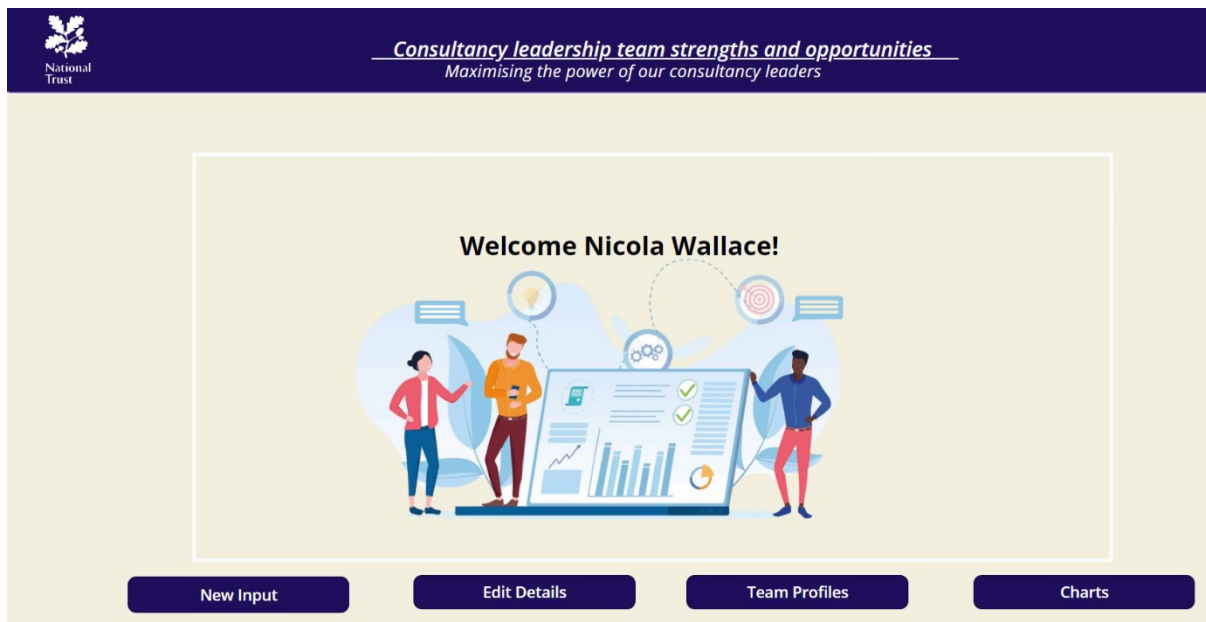 National
Trust
Consultancy leadership team strengths and opportunities
Maximising the power of our consultancy leaders
Welcome Nicola Wallace!
New Input
Edit Details
Team Profiles
Charts